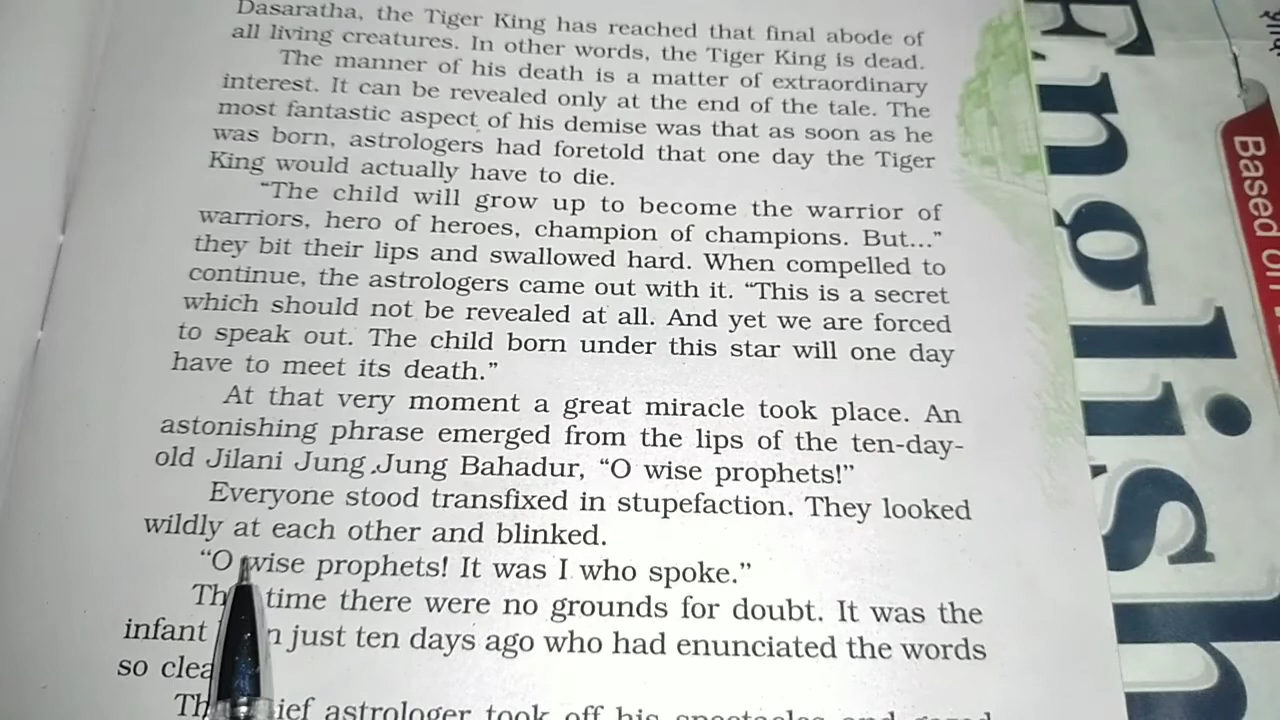 Dasaratha, the Tiger King has reached that final abode of
all living creatures. In other words, the Tiger King is dead.
The manner of his death is a matter of extraordinary
interest. It can be revealed only at the end of the tale. The
most fantastic aspect of his demise was that as soon as he
was born, astrologers had foretold that one day the Tiger
King would actually have to die.
“The child will grow up to become the warrior of
warriors, hero of heroes, champion of champions. But...”
they bit their lips and swallowed hard. When compelled to
continue, the astrologers came out with it. “This is a secret
which should not be revealed at all. And yet we are forced
to speak out. The child born under this star will one day
have to meet its death.”
At that very moment a great miracle took place. An
astonishing phrase emerged from the lips of the ten-day-
old Jilani Jung Jung Bahadur, “O wise prophets!”
Everyone stood transfixed in stupefaction. They looked
wildly at each other and blinked.
“O wise prophets! It was I who spoke.”
time there were no grounds for doubt. It was the
infant just ten days ago who had enunciated the words
so
astrologer took off his
English
Based on